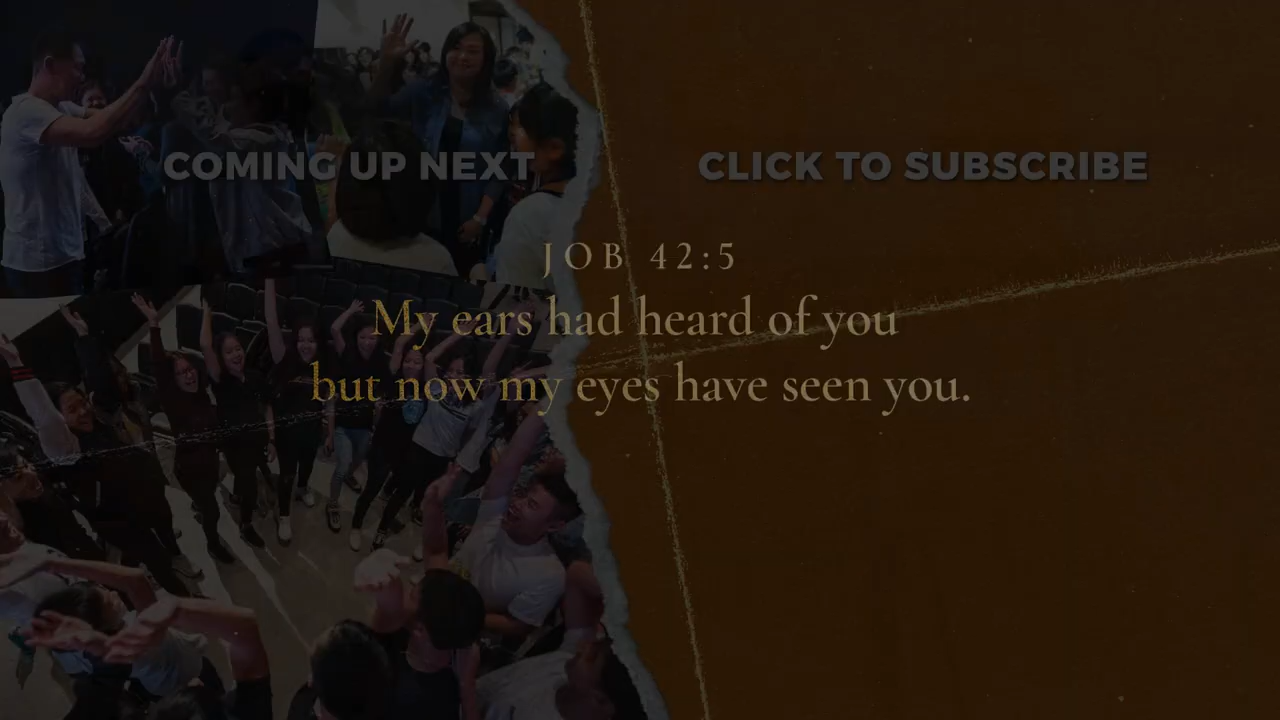 COMING UP NEXT
CLICK TO SUBSCRIBE
JOB 42:5
My ears had heard of you
but now my eyes have seen you.